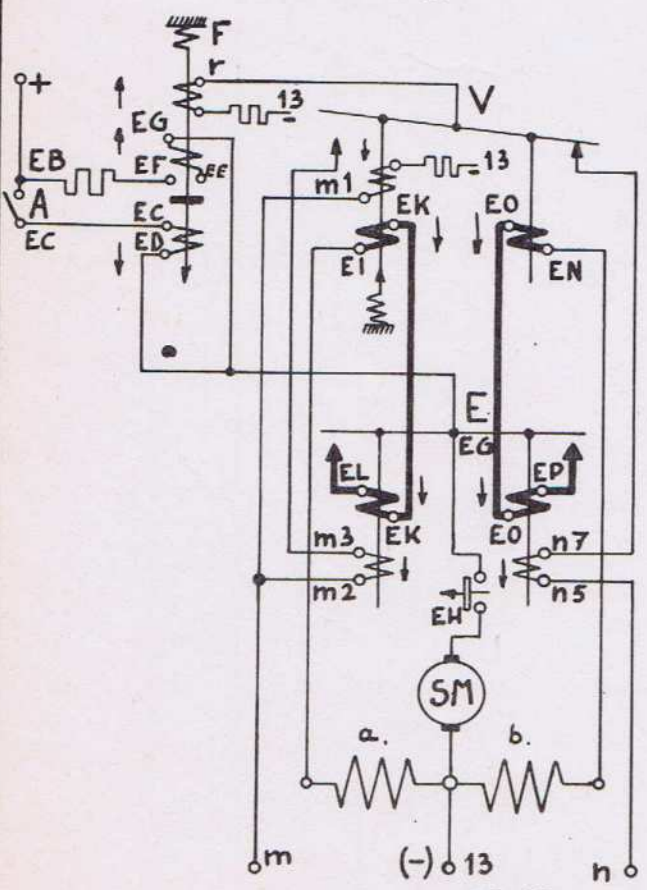 F
r
+
13
V
EG
EB
EF
EE
13
m1
A
EC
EK
EO
EC
ED
EI
EN
E
EG
EL
EP
EK
EO
m3
n7
m2
n5
EH
SM
a.
b.
m
(-)
13
n